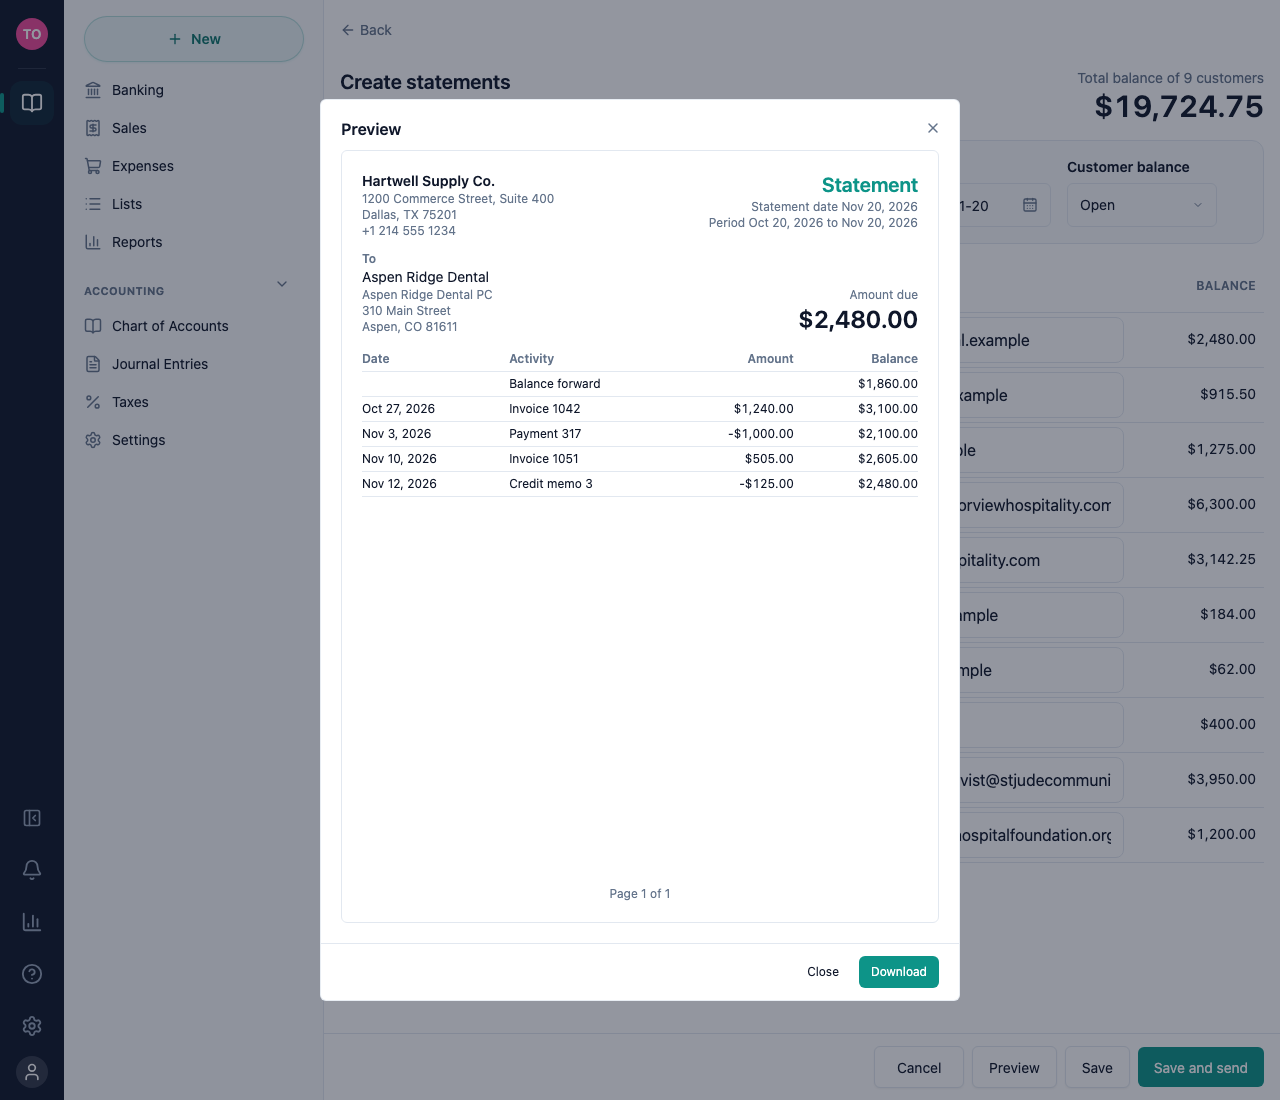 TO
New
Banking
Sales
Expenses
Lists
Reports
ACCOUNTING
Chart of Accounts
Journal Entries
Taxes
Settings
Back
Create statements
Total balance of 9 customers
$19,724.75
Customer balance
1-20
Open
BALANCE
l.example $2,480.00
xample $915.50
ple $1,275.00
orviewhospitality.com $6,300.00
pitality.com $3,142.25
ample $184.00
mple $62.00
$400.00
vist@stjudecommuni $3,950.00
hospitalfoundation.org $1,200.00
Preview
Hartwell Supply Co.
1200 Commerce Street, Suite 400
Dallas, TX 75201
+1 214 555 1234
Statement
Statement date Nov 20, 2026
Period Oct 20, 2026 to Nov 20, 2026
To
Aspen Ridge Dental
Aspen Ridge Dental PC
310 Main Street
Aspen, CO 81611
Amount due
$2,480.00
Date Activity Amount Balance
Balance forward $1,860.00
Oct 27, 2026 Invoice 1042 $1,240.00 $3,100.00
Nov 3, 2026 Payment 317 -$1,000.00 $2,100.00
Nov 10, 2026 Invoice 1051 $505.00 $2,605.00
Nov 12, 2026 Credit memo 3 -$125.00 $2,480.00
Page 1 of 1
Close
Download
Cancel
Preview
Save
Save and send